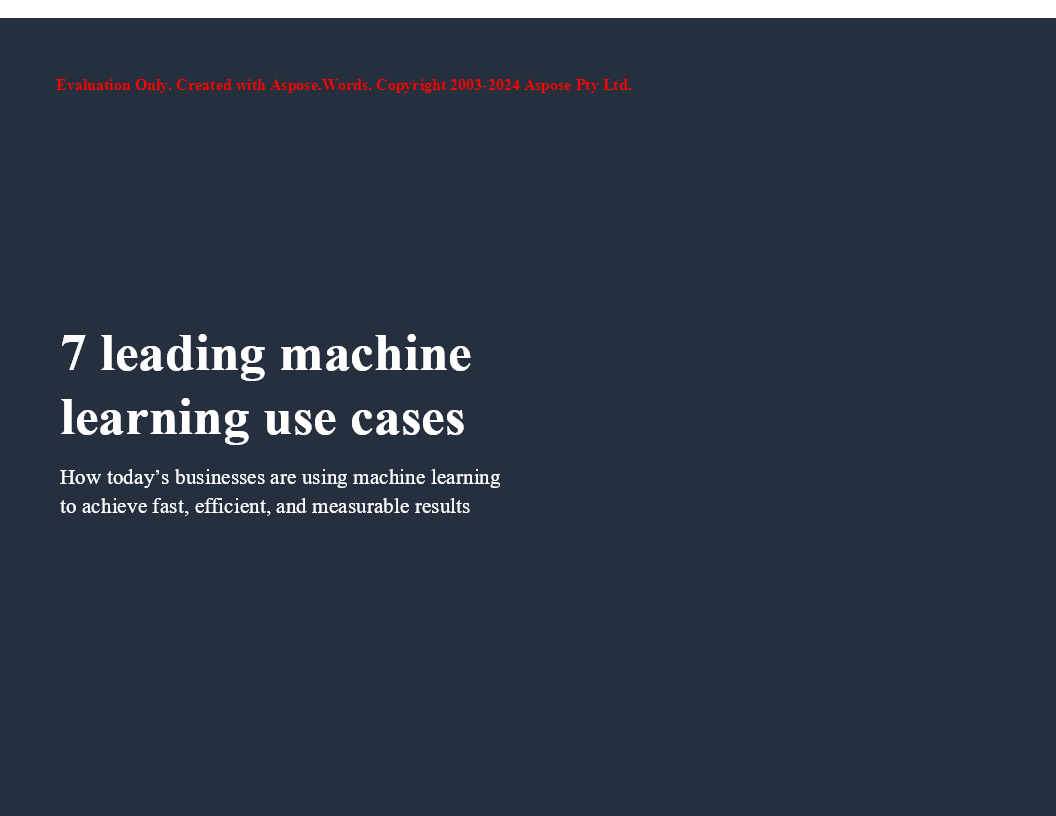 Evaluation Only. Created with Aspose.Words. Copyright 2003-2024 Aspose Pty Ltd.
7 leading machine
learning use cases
How today’s businesses are using machine learning
to achieve fast, efficient, and measurable results